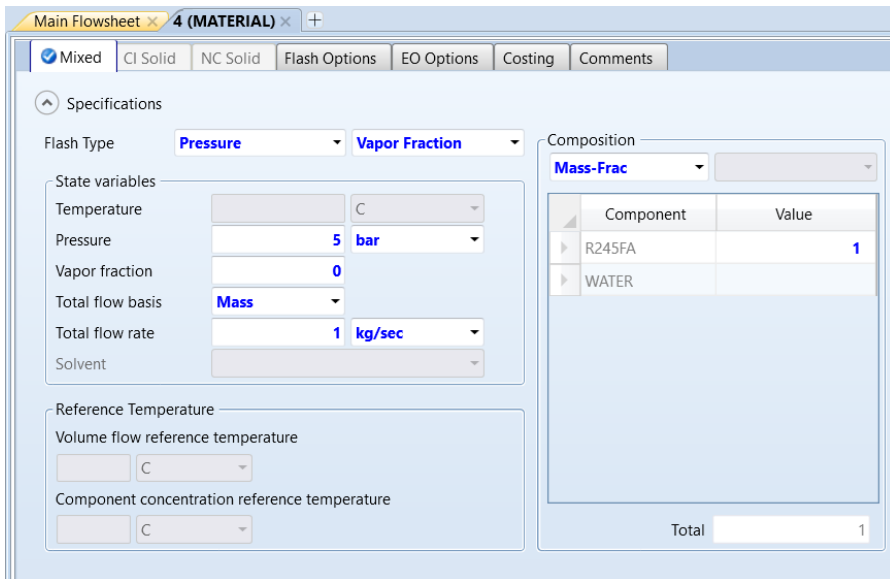 Main Flowsheet × 4 (MATERIAL) × +
Mixed CI Solid NC Solid Flash Options EO Options Costing Comments
Specifications
Flash Type Pressure Vapor Fraction
State variables
Temperature C
Pressure 5 bar
Vapor fraction 0
Total flow basis Mass
Total flow rate 1 kg/sec
Solvent
Reference Temperature
Volume flow reference temperature
C
Component concentration reference temperature
C
Composition
Mass-Frac
Component Value
R245FA 1
WATER
Total 1